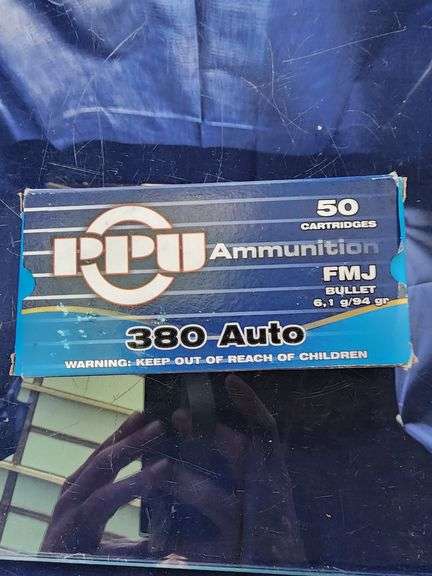 50
CARTRIDGES
PPU Ammunition
FMJ
BULLET
6,1 g/94 gr
380 Auto
WARNING: KEEP OUT OF REACH OF CHILDREN